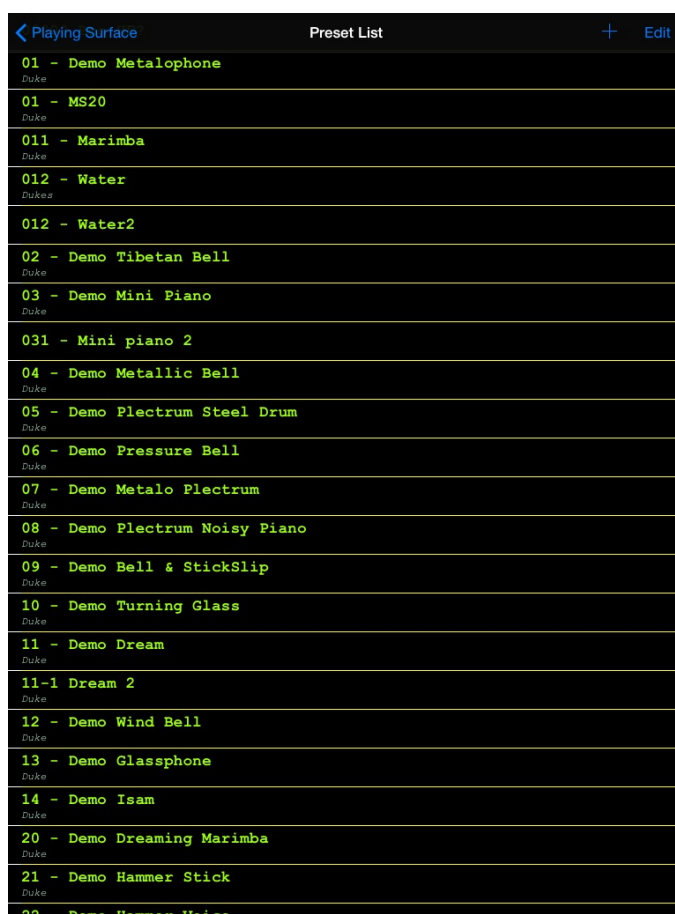 Playing Surface
Preset List
+
Edit
01 - Demo Metalophone
Duke
01 - MS20
Duke
011 - Marimba
Duke
012 - Water
Dukes
012 - Water2
02 - Demo Tibetan Bell
Duke
03 - Demo Mini Piano
Duke
031 - Mini piano 2
04 - Demo Metallic Bell
Duke
05 - Demo Plectrum Steel Drum
Duke
06 - Demo Pressure Bell
Duke
07 - Demo Metalo Plectrum
Duke
08 - Demo Plectrum Noisy Piano
Duke
09 - Demo Bell & StickSlip
Duke
10 - Demo Turning Glass
Duke
11 - Demo Dream
Duke
11-1 Dream 2
Duke
12 - Demo Wind Bell
Duke
13 - Demo Glassphone
Duke
14 - Demo Isam
Duke
20 - Demo Dreaming Marimba
Duke
21 - Demo Hammer Stick
Duke
22 - Demo Hammer